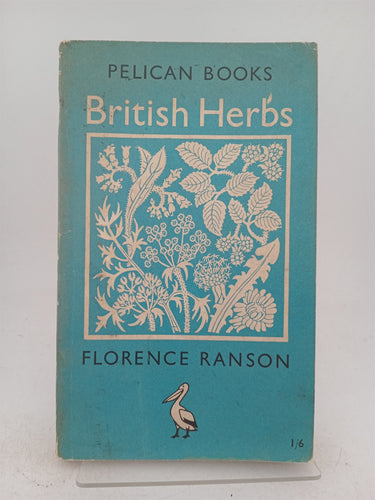 PELICAN BOOKS
British Herbs
FLORENCE RANSON
1/6